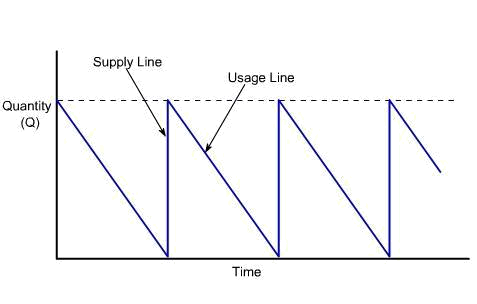 Supply Line
Usage Line
Quantity
(Q)
Time